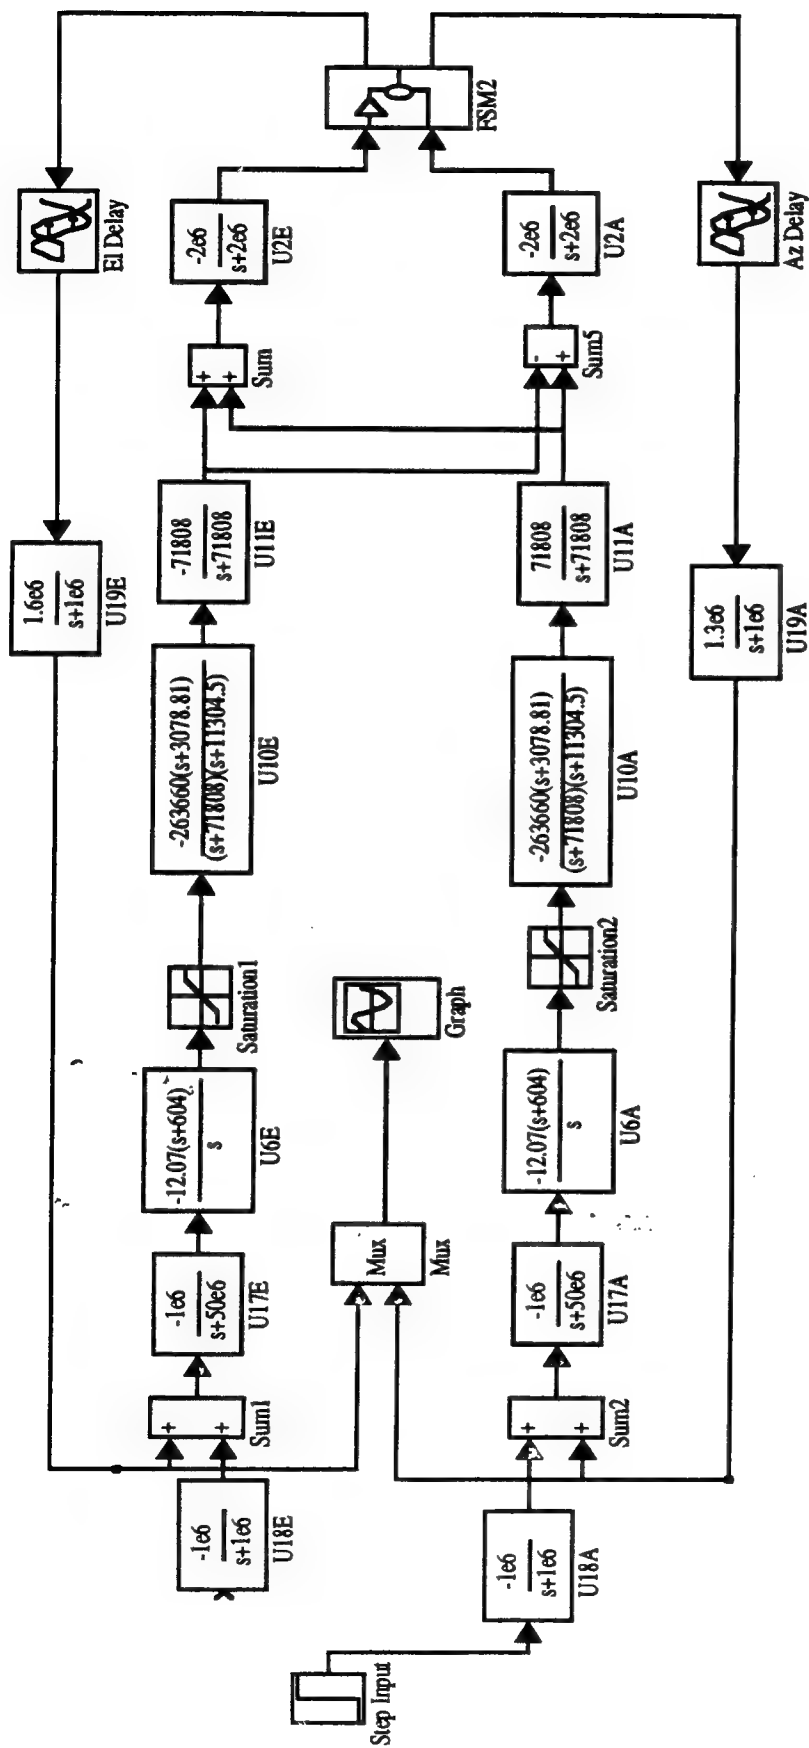 El Delay
1.6e6
s+1e6
U19E
-1e6
s+1e6
U18E
Sum1
-1e6
s+50e6
U17E
-12.07(s+604)
s
U6E
Saturation1
-263660(s+3078.81)
(s+71808)(s+11304.5)
U10E
-71808
s+71808
U11E
Sum
-2e6
s+2e6
U2E
FSM2
Mux
Mux
Graph
Step Input
-1e6
s+1e6
U18A
Sum2
-1e6
s+50e6
U17A
-12.07(s+604)
s
U6A
Saturation2
-263660(s+3078.81)
(s+71808)(s+11304.5)
U10A
71808
s+71808
U11A
Sum5
-2e6
s+2e6
U2A
1.3e6
s+1e6
U19A
Az Delay